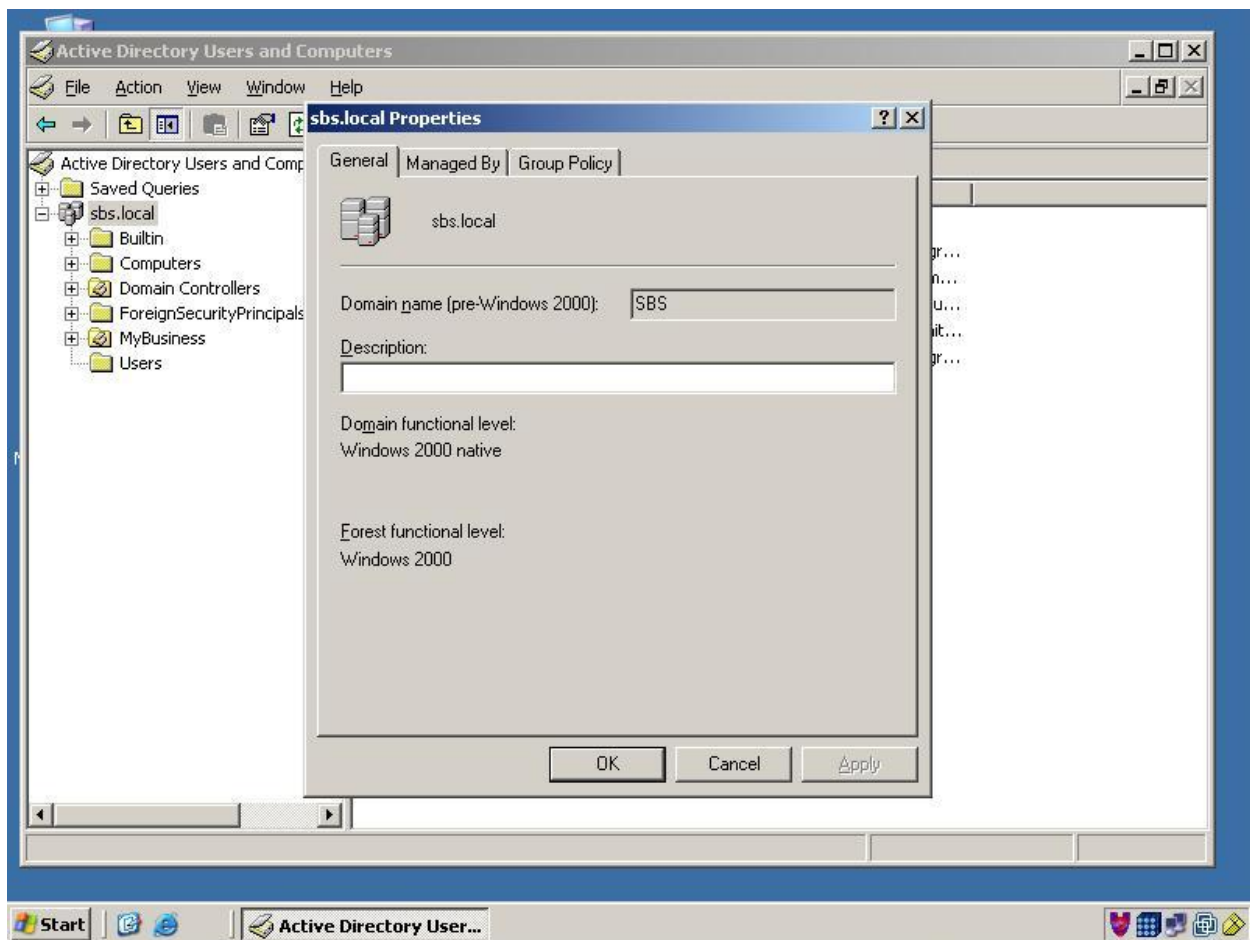 Active Directory Users and Computers
File Action View Window Help
sbs.local Properties
Active Directory Users and Comp
Saved Queries
sbs.local
Builtin
Computers
Domain Controllers
ForeignSecurityPrincipals
MyBusiness
Users
General Managed By Group Policy
sbs.local
Domain name (pre-Windows 2000): SBS
Description:
Domain functional level:
Windows 2000 native
Forest functional level:
Windows 2000
OK Cancel Apply
gr...
u...
Start Active Directory User...